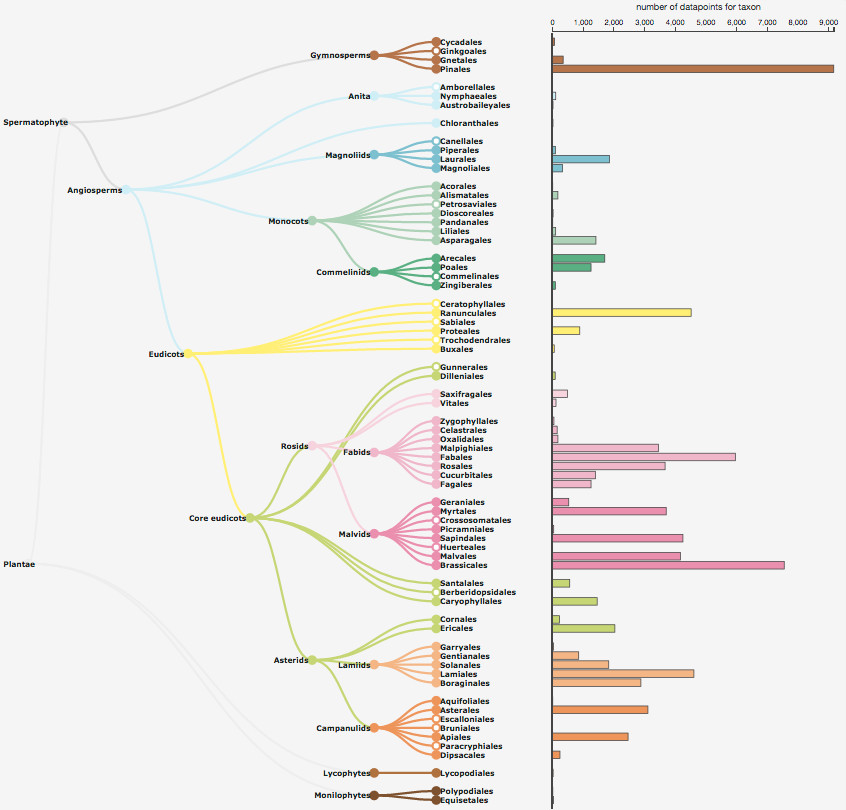 number of datapoints for taxon
0 1,000 2,000 3,000 4,000 5,000 6,000 7,000 8,000 9,000
Cycadales
Ginkgoales
Gymnosperms
Gnetales
Pinales
Amborellales
Anita
Nymphaeales
Austrobaileyales
Spermatophyte
Chloranthales
Canellales
Piperales
Magnoliids
Laurales
Magnoliales
Acorales
Angiosperms
Alismatales
Petrosaviales
Dioscoreales
Monocots
Pandanales
Liliales
Asparagales
Arecales
Poales
Commelinids
Commelinales
Zingiberales
Ceratophyllales
Ranunculales
Sabiales
Proteales
Trochodendrales
Buxales
Eudicots
Gunnerales
Dilleniales
Saxifragales
Vitales
Zygophyllales
Celastrales
Oxalidales
Rosids
Malpighiales
Fabids
Fabales
Rosales
Cucurbitales
Fagales
Geraniales
Myrtales
Core eudicots
Crossosomatales
Picramniales
Malvids
Sapindales
Huerteales
Malvales
Plantae
Brassicales
Santalales
Berberidopsidales
Caryophyllales
Cornales
Ericales
Garryales
Gentianales
Asterids
Lamiids
Solanales
Lamiales
Boraginales
Aquifoliales
Asterales
Escalloniales
Campanulids
Bruniales
Apiales
Paracryphiales
Dipsacales
Lycophytes
Lycopodiales
Polypodiales
Monilophytes
Equisetales